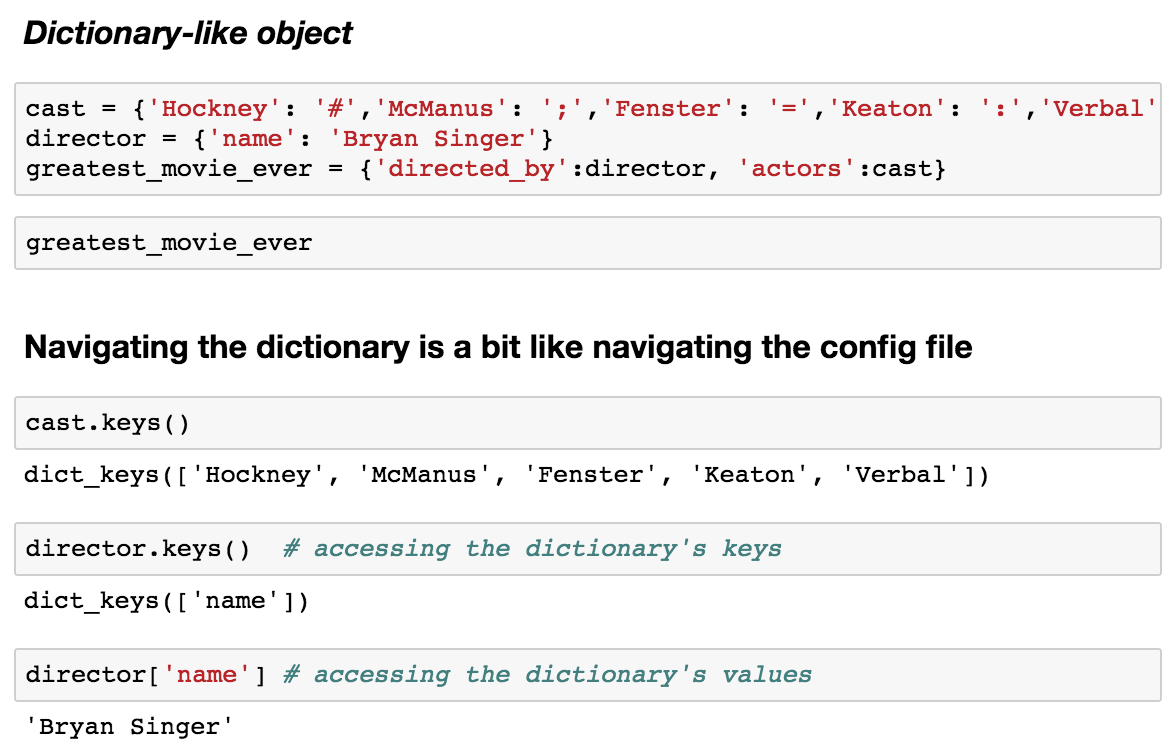 Dictionary-like object
cast = {'Hockney': '#','McManus': ';','Fenster': '=','Keaton': ':','Verbal'
director = {'name': 'Bryan Singer'}
greatest_movie_ever = {'directed_by':director, 'actors':cast}
greatest_movie_ever
Navigating the dictionary is a bit like navigating the config file
cast.keys()
dict_keys(['Hockney', 'McManus', 'Fenster', 'Keaton', 'Verbal'])
director.keys()  # accessing the dictionary's keys
dict_keys(['name'])
director['name'] # accessing the dictionary's values
'Bryan Singer'